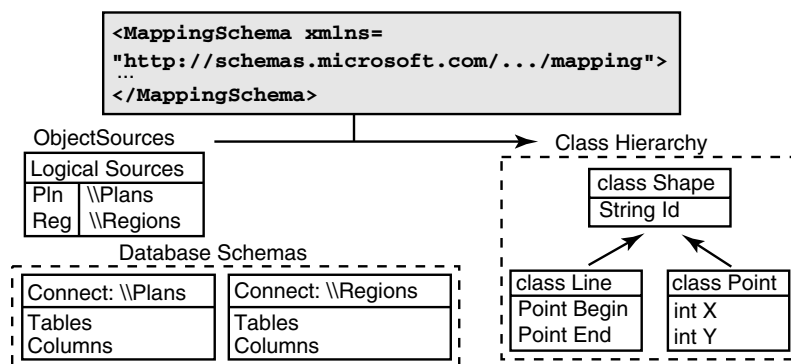 <MappingSchema xmlns=
"http://schemas.microsoft.com/.../mapping">
...
</MappingSchema>
ObjectSources
Logical Sources
Pln \\Plans
Reg \\Regions
Class Hierarchy
class Shape
String Id
class Line
Point Begin
Point End
class Point
int X
int Y
Database Schemas
Connect: \\Plans
Tables
Columns
Connect: \\Regions
Tables
Columns